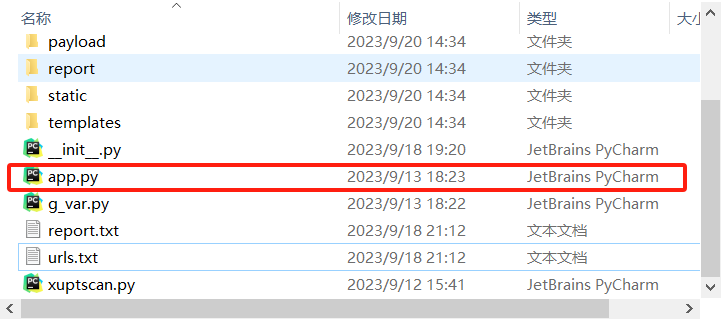 名称 修改日期 类型 大小
payload 2023/9/20 14:34 文件夹
report 2023/9/20 14:34 文件夹
static 2023/9/20 14:34 文件夹
templates 2023/9/20 14:34 文件夹
__init__.py 2023/9/18 19:20 JetBrains PyCharm
app.py 2023/9/13 18:23 JetBrains PyCharm
g_var.py 2023/9/13 18:22 JetBrains PyCharm
report.txt 2023/9/18 21:12 文本文档
urls.txt 2023/9/18 21:12 文本文档
xuptscan.py 2023/9/12 15:41 JetBrains PyCharm